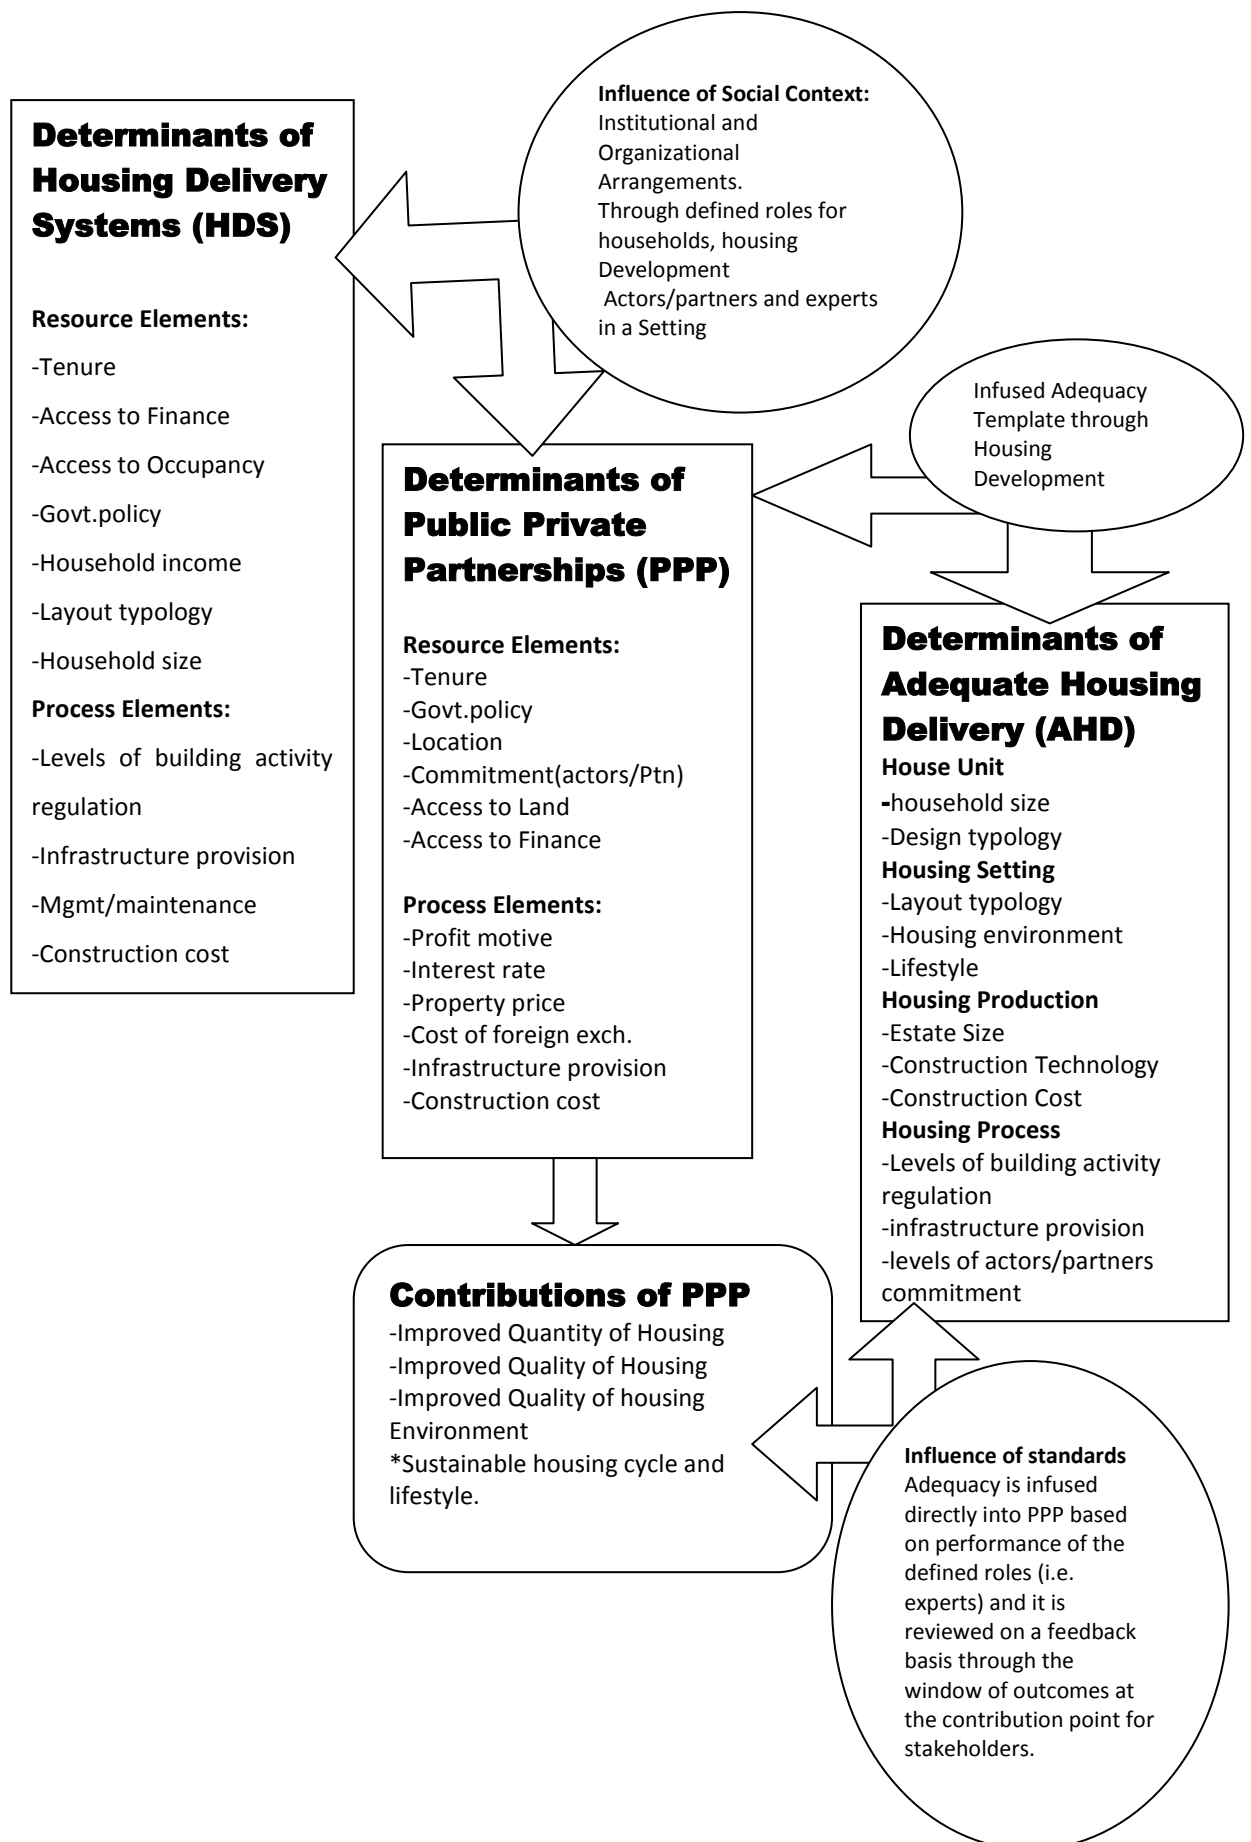 Influence of Social Context:
Institutional and
Organizational
Arrangements.
Through defined roles for
households, housing
Development
Actors/partners and experts
in a Setting
Determinants of
Housing Delivery
Systems (HDS)
Resource Elements:
-Tenure
-Access to Finance
-Access to Occupancy
-Govt.policy
-Household income
-Layout typology
-Household size
Process Elements:
-Levels of building activity
regulation
-Infrastructure provision
-Mgmt/maintenance
-Construction cost
Infused Adequacy
Template through
Housing
Development
Determinants of
Public Private
Partnerships (PPP)
Resource Elements:
-Tenure
-Govt.policy
-Location
-Commitment(actors/Ptn)
-Access to Land
-Access to Finance
Process Elements:
-Profit motive
-Interest rate
-Property price
-Cost of foreign exch.
-Infrastructure provision
-Construction cost
Determinants of
Adequate Housing
Delivery (AHD)
House Unit
-household size
-Design typology
Housing Setting
-Layout typology
-Housing environment
-Lifestyle
Housing Production
-Estate Size
-Construction Technology
-Construction Cost
Housing Process
-Levels of building activity
regulation
-infrastructure provision
-levels of actors/partners
commitment
Contributions of PPP
-Improved Quantity of Housing
-Improved Quality of Housing
-Improved Quality of housing
Environment
*Sustainable housing cycle and
lifestyle.
Influence of standards
Adequacy is infused
directly into PPP based
on performance of the
defined roles (i.e.
experts) and it is
reviewed on a feedback
basis through the
window of outcomes at
the contribution point for
stakeholders.